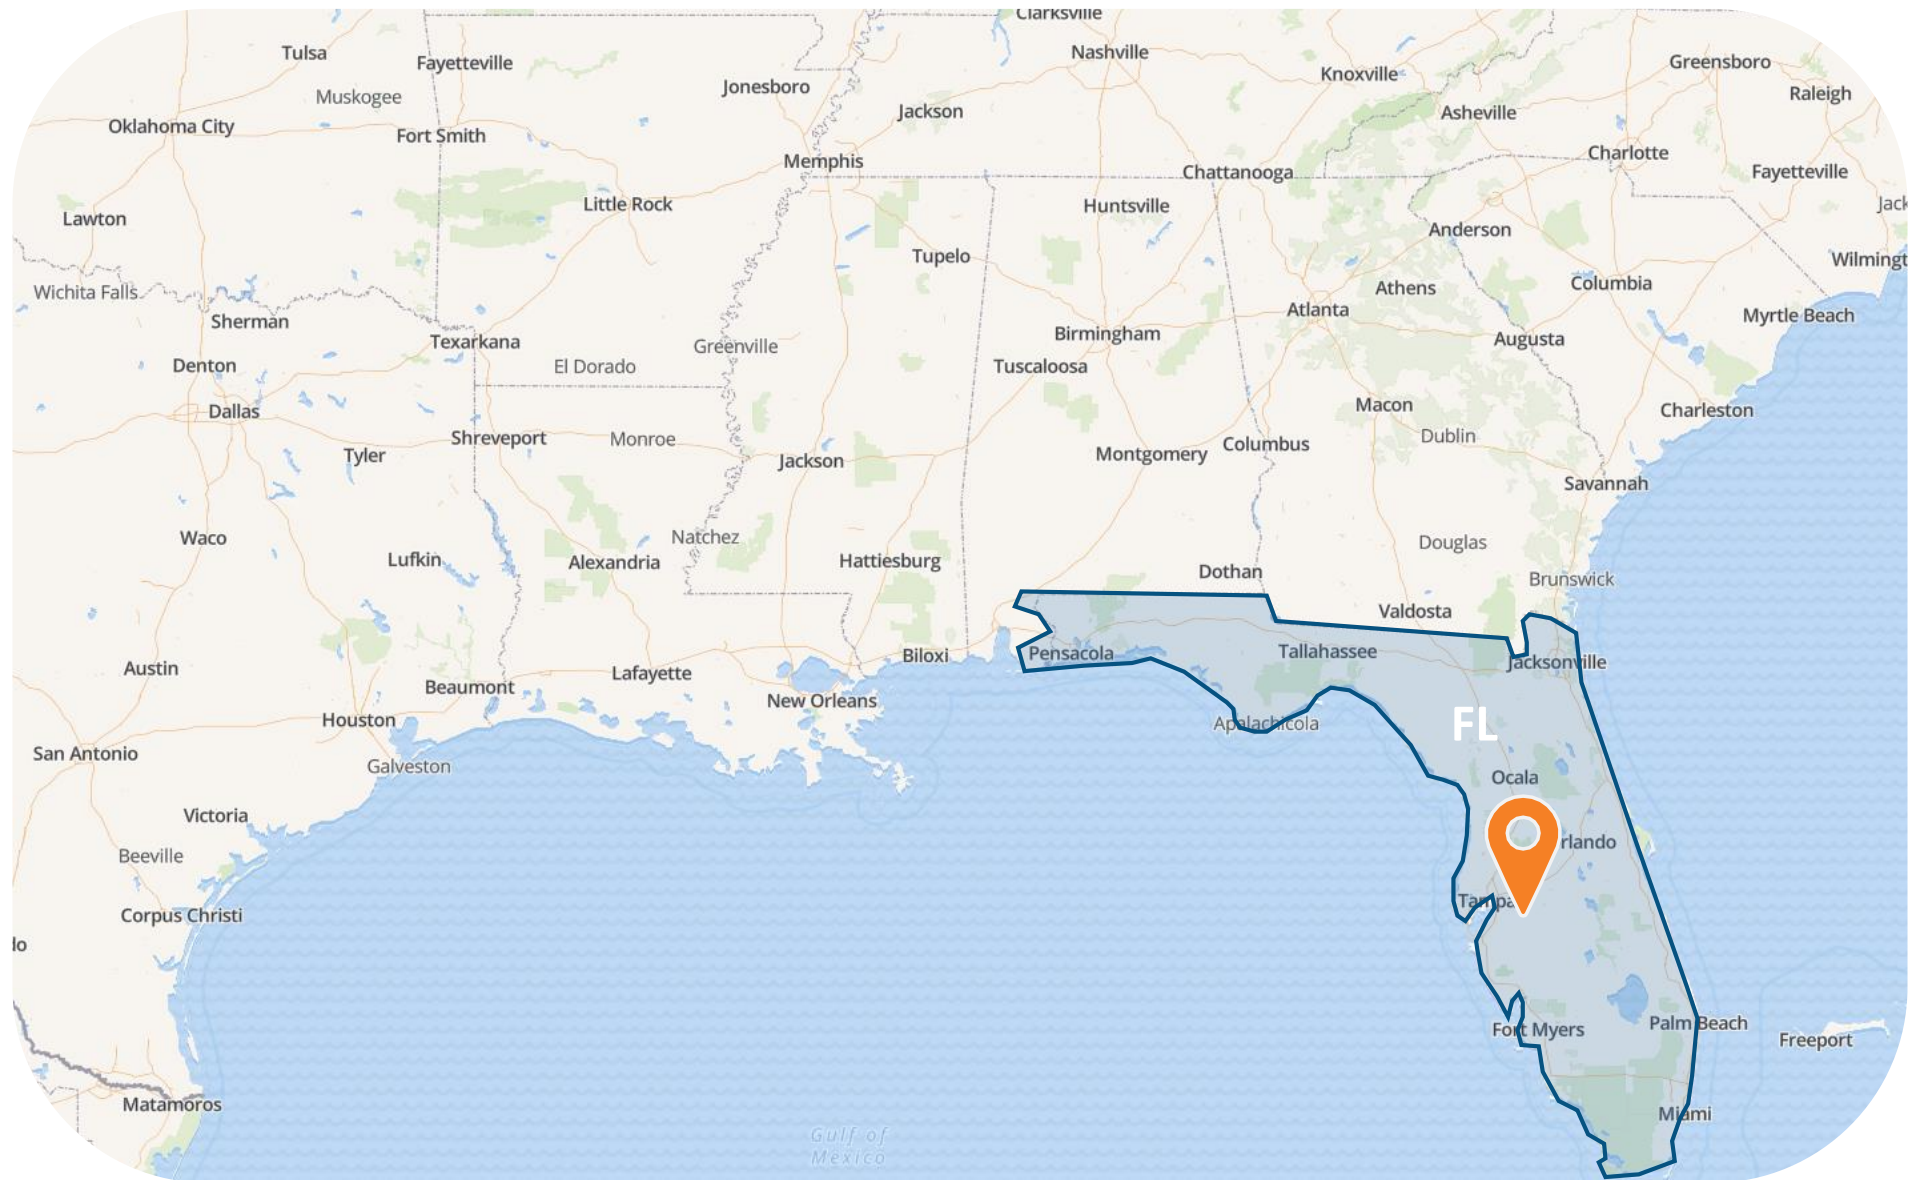 Clarksville
Tulsa
Fayetteville
Nashville
Knoxville
Greensboro
Muskogee
Jonesboro
Jackson
Raleigh
Asheville
Oklahoma City
Fort Smith
Memphis
Chattanooga
Charlotte
Fayetteville
Lawton
Little Rock
Huntsville
Jack
Anderson
Tupelo
Wilmingt
Wichita Falls
Athens
Columbia
Sherman
Texarkana
Greenville
Birmingham
Atlanta
Augusta
Myrtle Beach
Denton
El Dorado
Tuscaloosa
Dallas
Macon
Charleston
Shreveport
Monroe
Columbus
Dublin
Tyler
Jackson
Montgomery
Savannah
Waco
Natchez
Douglas
Lufkin
Alexandria
Hattiesburg
Dothan
Brunswick
Valdosta
Austin
Lafayette
Biloxi
Pensacola
Tallahassee
Jacksonville
Beaumont
New Orleans
Houston
Apalachicola
FL
San Antonio
Galveston
Ocala
Victoria
Beeville
rlando
Tampa
Corpus Christi
lo
Fort Myers
Palm Beach
Freeport
Matamoros
Miami
Gulf of
Mexico